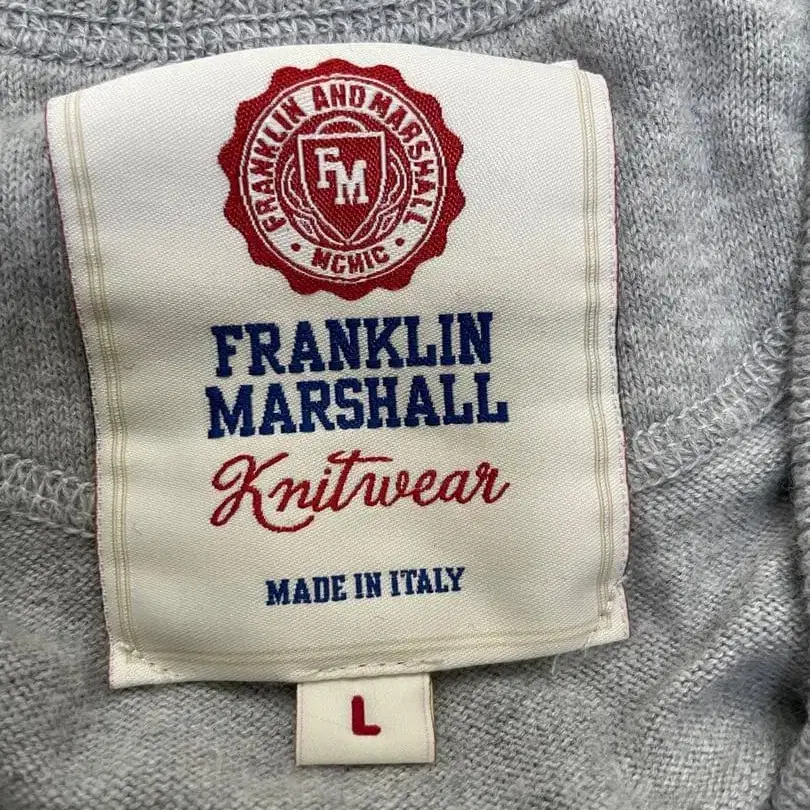 FRANKLIN AND MARSHALL
FM
MCMIC
FRANKLIN
MARSHALL
Knitwear
MADE IN ITALY
L